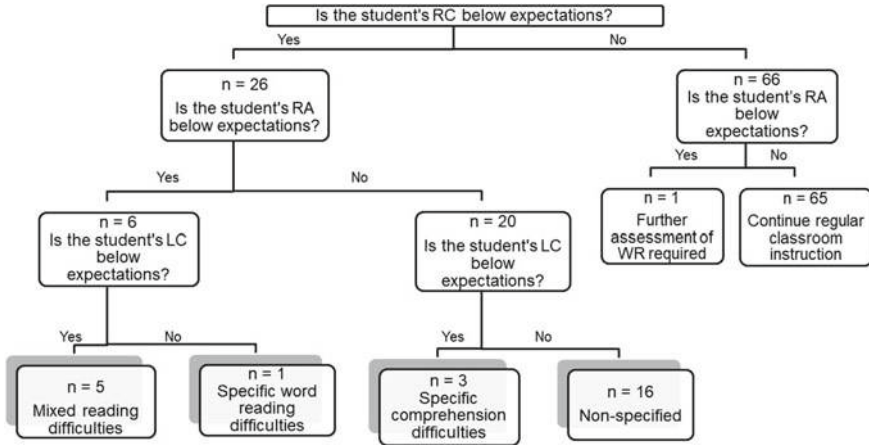 Is the student's RC below expectations?
Yes
No
n = 26
Is the student's RA
below expectations?
n = 66
Is the student's RA
below
expectations?
Yes
No
Yes
No
n = 6
Is the student's LC
below
expectations?
n = 20
Is the student's LC
below
expectations?
n = 1
Further
assessment of
WR required
n = 65
Continue regular
classroom
instruction
Yes
No
Yes
No
n = 5
Mixed reading
difficulties
n = 1
Specific word
reading
difficulties
n = 3
Specific
comprehension
difficulties
n = 16
Non-specified